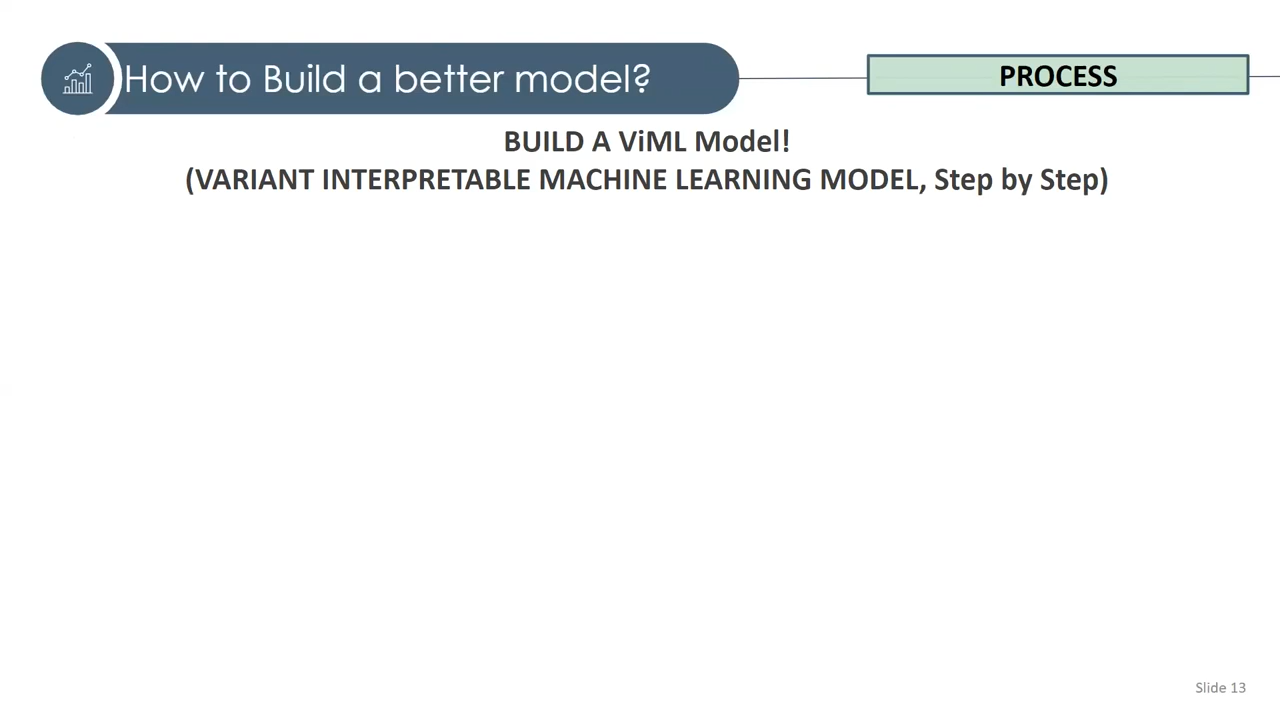 How to Build a better model?
PROCESS
BUILD A ViML Model!
(VARIANT INTERPRETABLE MACHINE LEARNING MODEL, Step by Step)
Slide 13